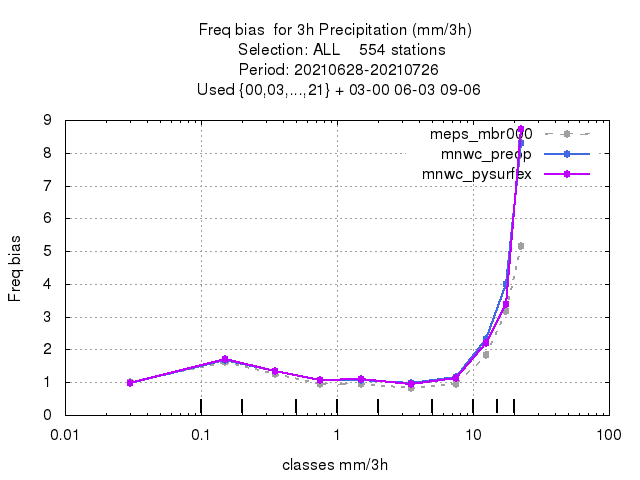 Freq bias  for 3h Precipitation (mm/3h)
Selection: ALL    554 stations
Period: 20210628-20210726
Used {00,03,...,21} + 03-00 06-03 09-06
meps_mbr000
mnwc_preop
mnwc_pysurfex
Freq bias
9
8
7
6
5
4
3
2
1
0
0.01
0.1
1
10
100
classes mm/3h